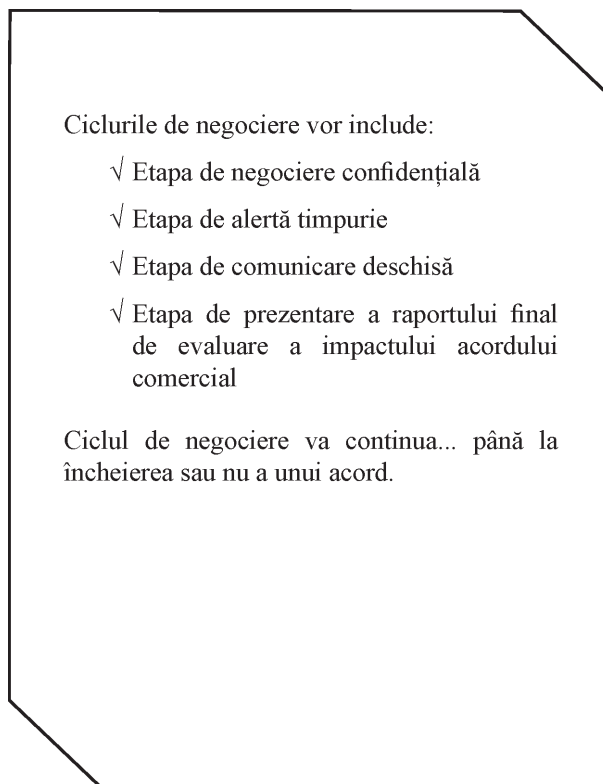 Ciclurile de negociere vor include:
√ Etapa de negociere confidențială
√ Etapa de alertă timpurie
√ Etapa de comunicare deschisă
√ Etapa de prezentare a raportului final
de evaluare a impactului acordului
comercial
Ciclul de negociere va continua... până la
încheierea sau nu a unui acord.